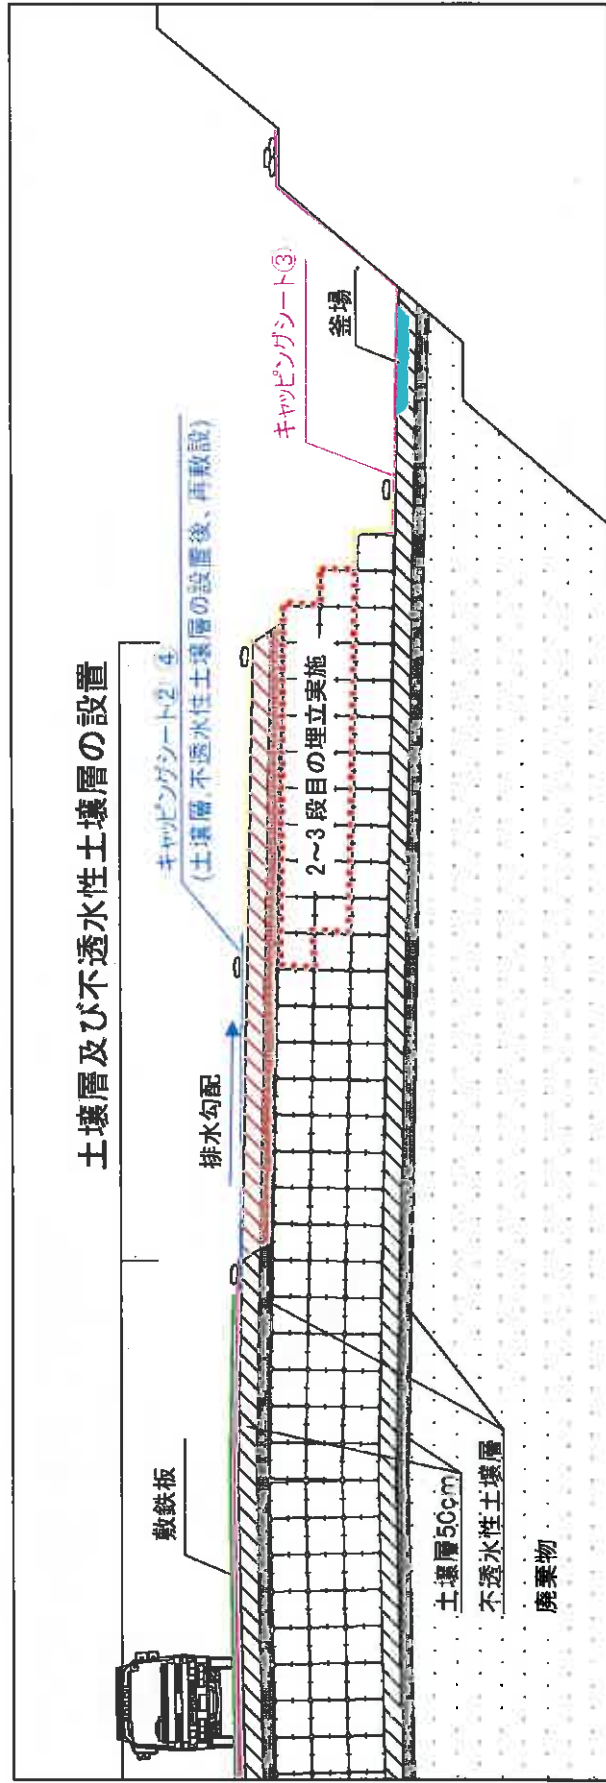 土壌層及び不透水性土壌層の設置
キャッピングシート② ④
(土壌層 不透水性土壌層の設置後、再敷設)
キャッピングシート③
釜場
排水勾配
敷鉄板
2~3 段目の埋立実施
土壌層50cm
不透水性土壌層
廃棄物